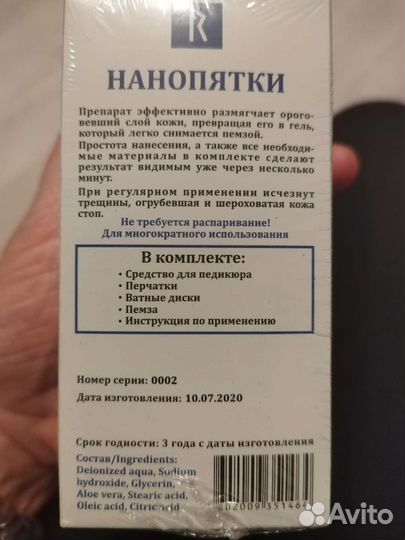 НАНОПЯТКИ
Препарат эффективно размягчает орого-
вевший слой кожи, превращая его в гель,
который легко снимается пемзой.
Простота нанесения, а также все необходи-
мые материалы в комплекте сделают
результат видимым уже через несколько
минут.
При регулярном применении исчезнут
трещины, огрубевшая и шероховатая кожа
стоп.
Не требуется распаривание!
Для многократного использования
В комплекте:
• Средство для педикюра
• Перчатки
• Ватные диски
• Пемза
• Инструкция по применению
Номер серии: 0002
Дата изготовления: 10.07.2020
Срок годности: 3 года с даты изготовления
Состав/Ingredients:
Deionized aqua, Sodium
hydroxide, Glycerin,
Aloe vera, Stearic acid,
Oleic acid, Citric acid
Avito